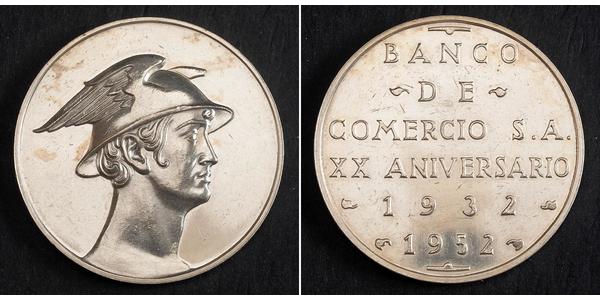 BANCO
DE
COMERCIO S.A.
XX ANIVERSARIO
1932
1952